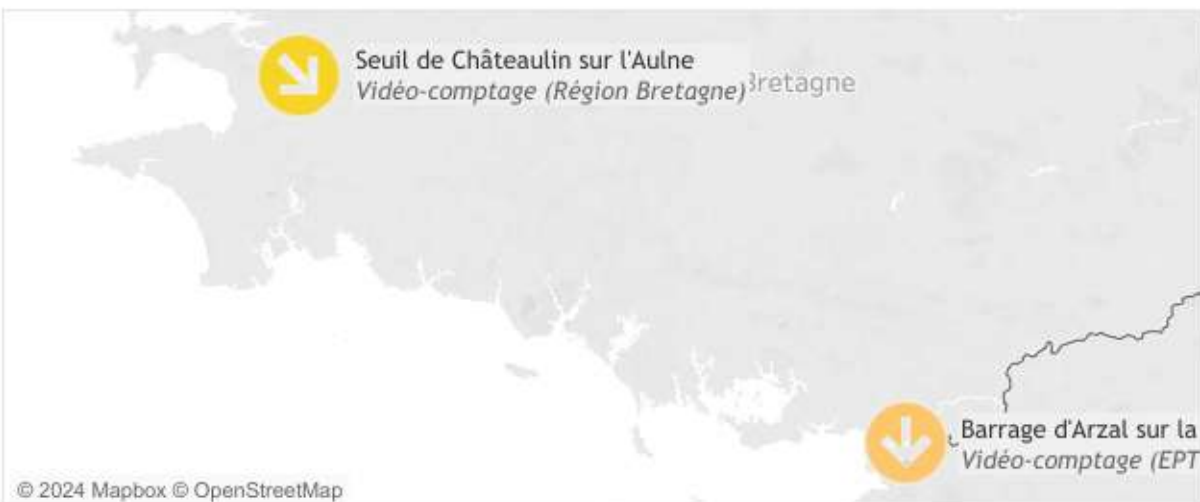 Seuil de Châteaulin sur l'Aulne
Vidéo-comptage (Région Bretagne)
Bretagne
Barrage d'Arzal sur la
Vidéo-comptage (EPT
© 2024 Mapbox © OpenStreetMap